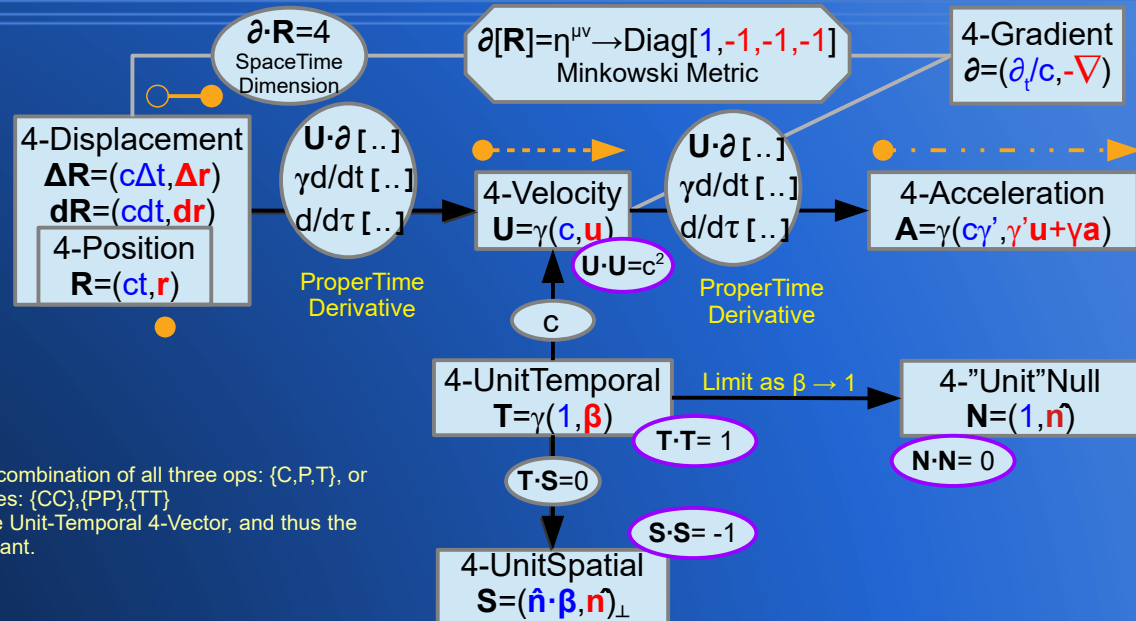 ∂·R=4
SpaceTime
Dimension
∂[R]=η^μν→Diag[1,-1,-1,-1]
Minkowski Metric
4-Gradient
∂=(∂ₜ/c,-∇)
4-Displacement
ΔR=(cΔt,Δr)
dR=(cdt,dr)
4-Position
R=(ct,r)
U·∂[..]
γd/dt[..]
d/dτ[..]
ProperTime
Derivative
4-Velocity
U=γ(c,u)
U·U=c²
U·∂[..]
γd/dt[..]
d/dτ[..]
ProperTime
Derivative
4-Acceleration
A=γ(cγ’,γ’u+γa)
c
4-UnitTemporal
T=γ(1,β)
T·T= 1
Limit as β → 1
4-”Unit”Null
N=(1,n̂)
N·N= 0
T·S=0
S·S= -1
4-UnitSpatial
S=(n̂·β,n̂)⊥
combination of all three ops: {C,P,T}, or
es: {CC},{PP},{TT}
e Unit-Temporal 4-Vector, and thus the
ant.